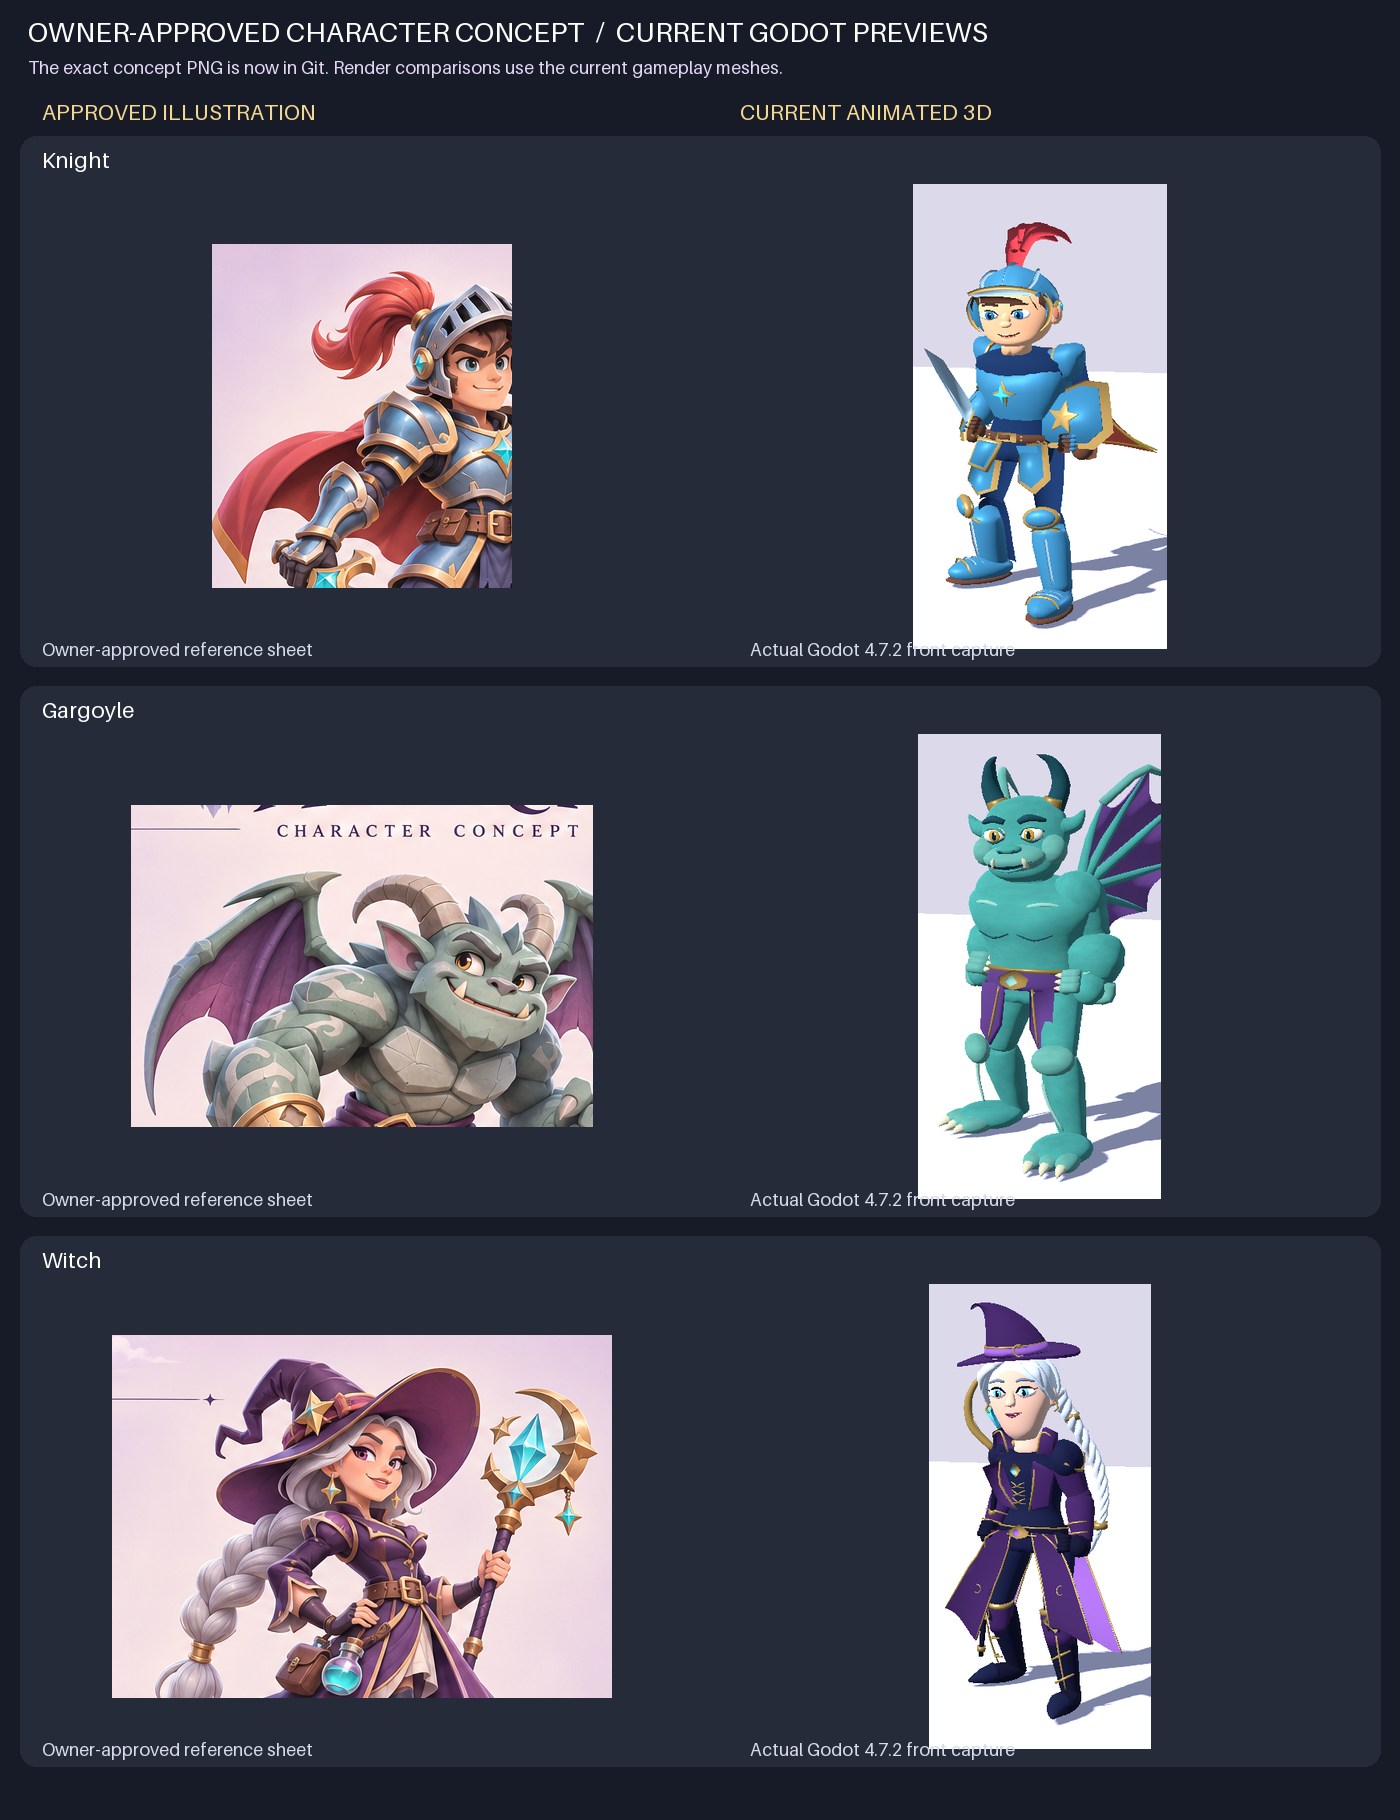 OWNER-APPROVED CHARACTER CONCEPT / CURRENT GODOT PREVIEWS
The exact concept PNG is now in Git. Render comparisons use the current gameplay meshes.
APPROVED ILLUSTRATION
CURRENT ANIMATED 3D
Knight
Owner-approved reference sheet
Actual Godot 4.7.2 front capture
Gargoyle
CHARACTER CONCEPT
Owner-approved reference sheet
Actual Godot 4.7.2 front capture
Witch
Owner-approved reference sheet
Actual Godot 4.7.2 front capture